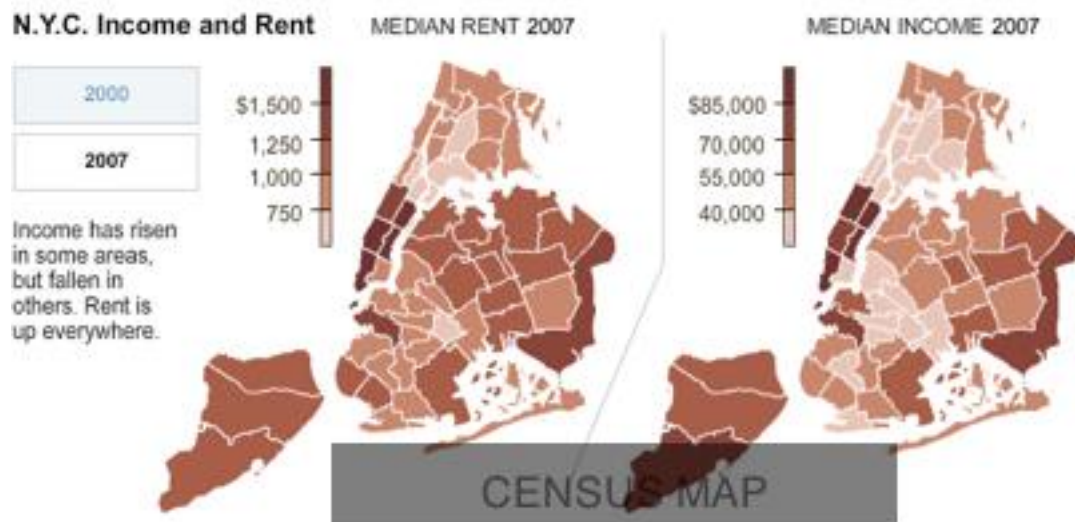 N.Y.C. Income and Rent
2000
2007
Income has risen
in some areas,
but fallen in
others. Rent is
up everywhere.
MEDIAN RENT 2007
$1,500
1,250
1,000
750
MEDIAN INCOME 2007
$85,000
70,000
55,000
40,000
CENSUS MAP